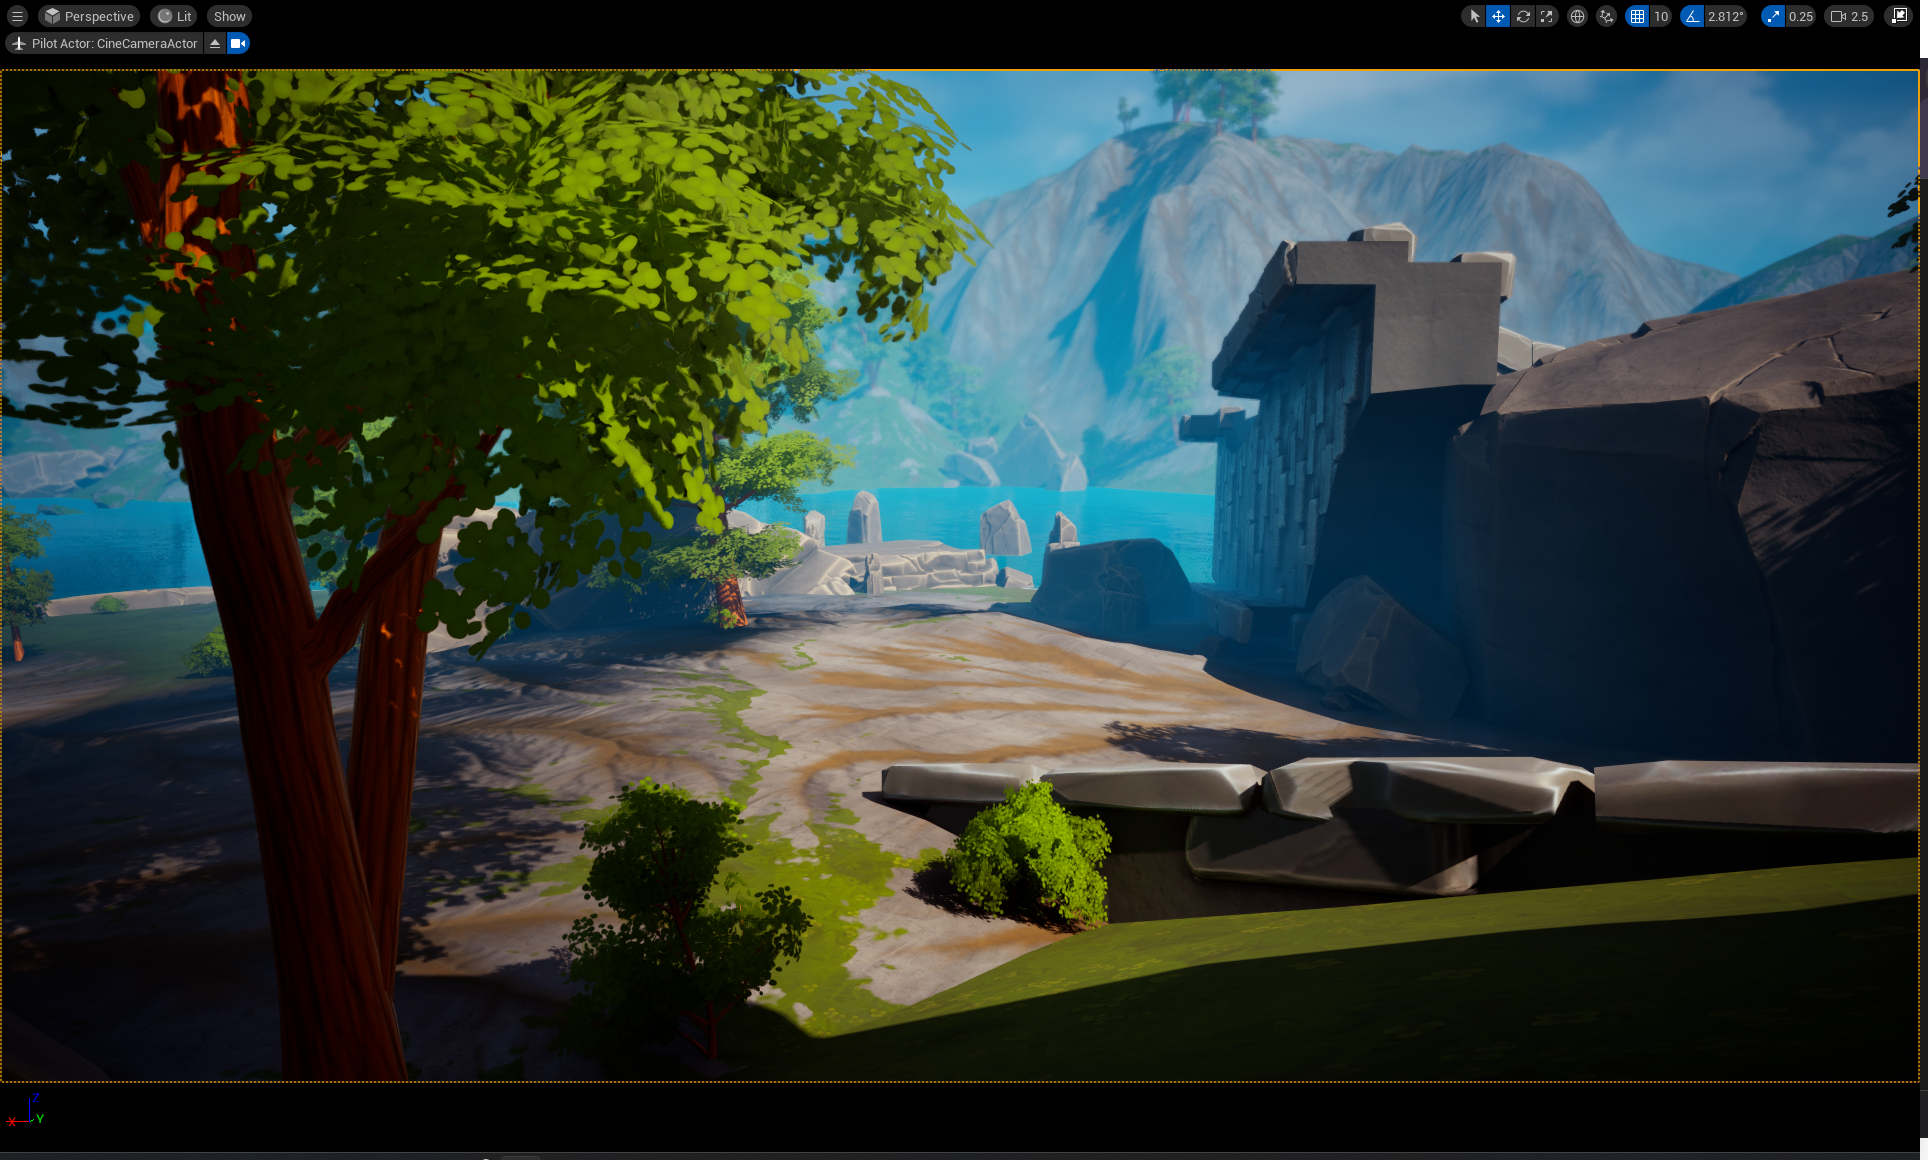 Perspective Lit Show 10 2.812° 0.25 2.5
Pilot Actor: CineCameraActor
Z
X Y